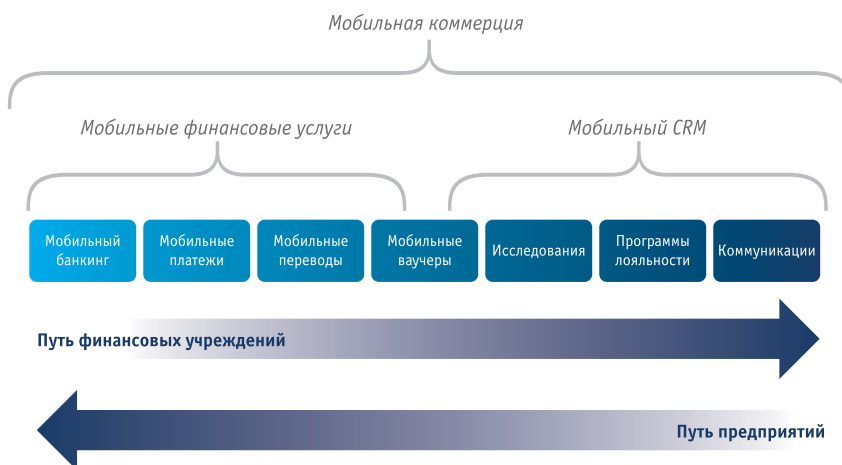 Мобильная коммерция
Мобильные финансовые услуги
Мобильный CRM
Мобильный
банкинг
Мобильные
платежи
Мобильные
переводы
Мобильные
ваучеры
Исследования
Программы
лояльности
Коммуникации
Путь финансовых учреждений
Путь предприятий